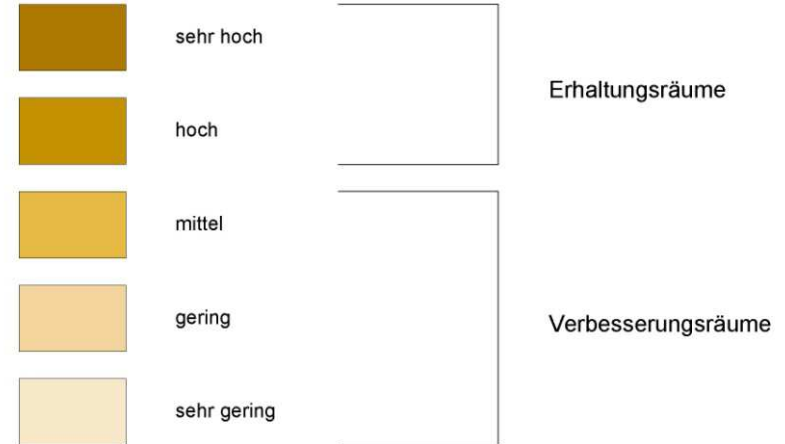 sehr hoch
Erhaltungsräume
hoch
mittel
gering
Verbesserungsräume
sehr gering